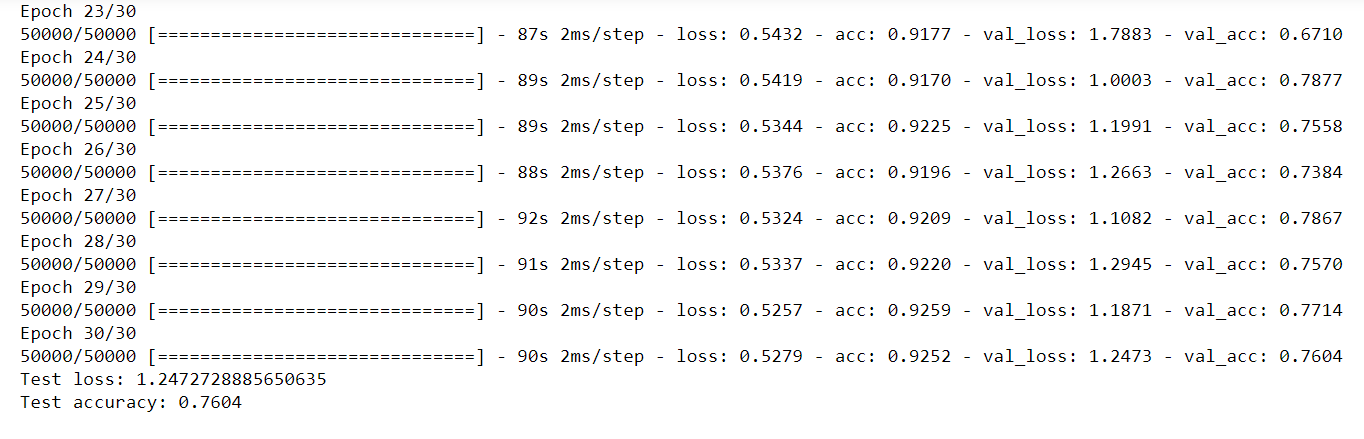 Epoch 23/30
50000/50000 [==============================] - 87s 2ms/step - loss: 0.5432 - acc: 0.9177 - val_loss: 1.7883 - val_acc: 0.6710
Epoch 24/30
50000/50000 [==============================] - 89s 2ms/step - loss: 0.5419 - acc: 0.9170 - val_loss: 1.0003 - val_acc: 0.7877
Epoch 25/30
50000/50000 [==============================] - 89s 2ms/step - loss: 0.5344 - acc: 0.9225 - val_loss: 1.1991 - val_acc: 0.7558
Epoch 26/30
50000/50000 [==============================] - 88s 2ms/step - loss: 0.5376 - acc: 0.9196 - val_loss: 1.2663 - val_acc: 0.7384
Epoch 27/30
50000/50000 [==============================] - 92s 2ms/step - loss: 0.5324 - acc: 0.9209 - val_loss: 1.1082 - val_acc: 0.7867
Epoch 28/30
50000/50000 [==============================] - 91s 2ms/step - loss: 0.5337 - acc: 0.9220 - val_loss: 1.2945 - val_acc: 0.7570
Epoch 29/30
50000/50000 [==============================] - 90s 2ms/step - loss: 0.5257 - acc: 0.9259 - val_loss: 1.1871 - val_acc: 0.7714
Epoch 30/30
50000/50000 [==============================] - 90s 2ms/step - loss: 0.5279 - acc: 0.9252 - val_loss: 1.2473 - val_acc: 0.7604
Test loss: 1.2472728885650635
Test accuracy: 0.7604